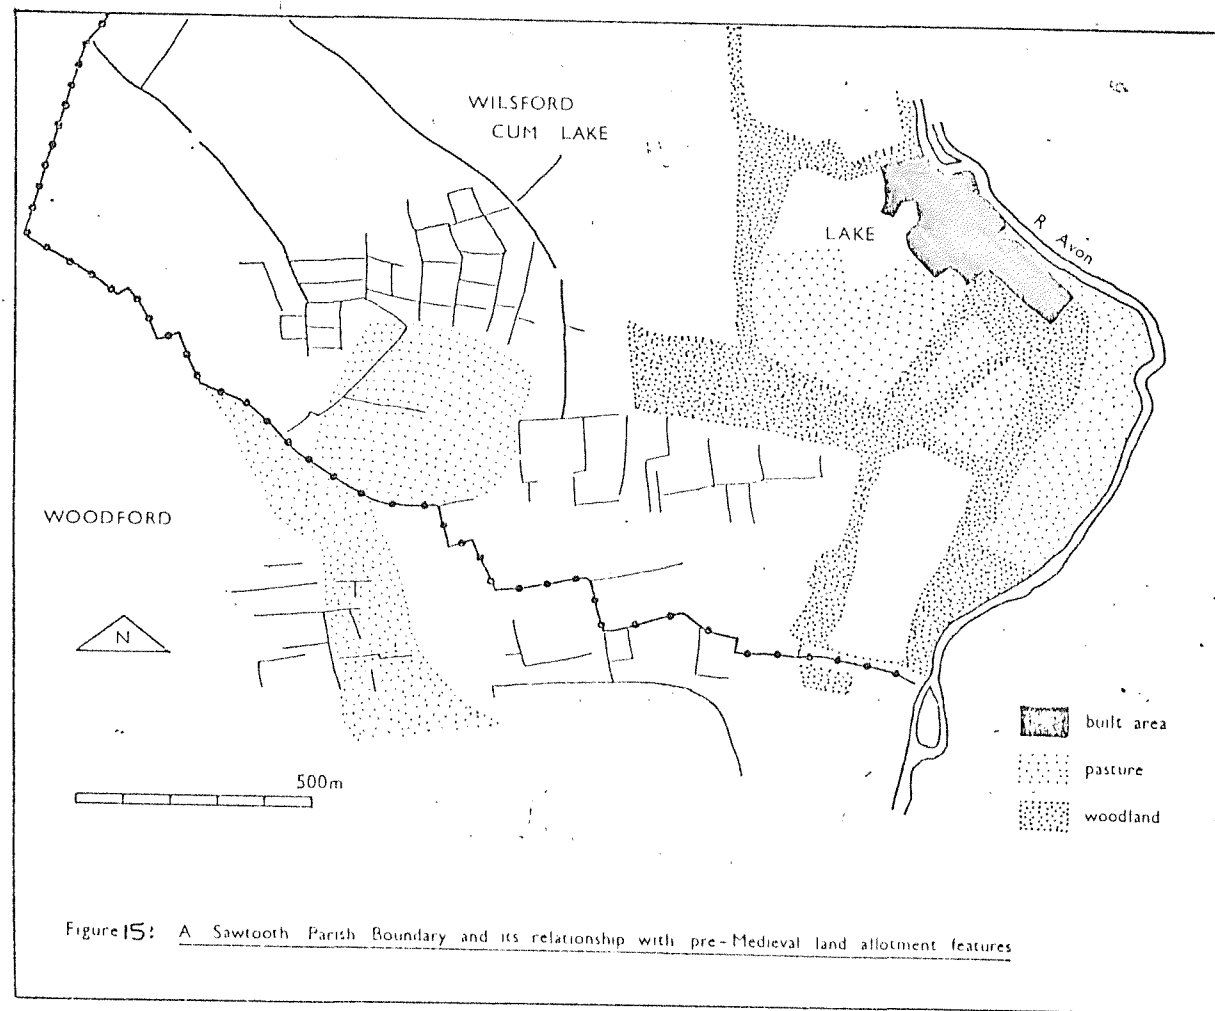 WILSFORD
CUM LAKE
R Avon
LAKE
WOODFORD
N
500m
built area
pasture
woodland
Figure 15: A Sawtooth Parish Boundary and its relationship with pre-Medieval land allotment features